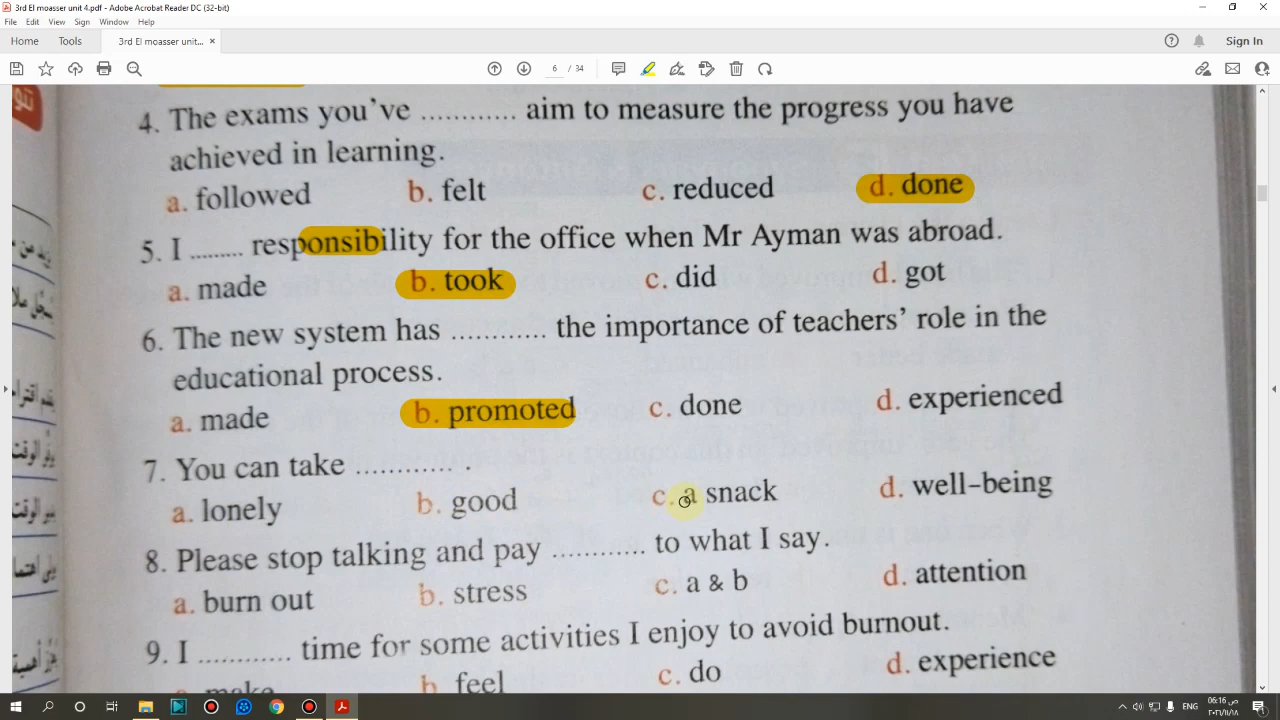 3rd El moasser unit 4.pdf - Adobe Acrobat Reader DC (32-bit)
File Edit View Sign Window Help
Home Tools 3rd El moasser unit... × Sign In
6 / 34
4. The exams you've ............ aim to measure the progress you have
achieved in learning.
a. followed b. felt c. reduced d. done
5. I ......... responsibility for the office when Mr Ayman was abroad.
a. made b. took c. did d. got
6. The new system has ............ the importance of teachers' role in the
educational process.
a. made b. promoted c. done d. experienced
7. You can take ............ .
a. lonely b. good c. a snack d. well-being
8. Please stop talking and pay ............ to what I say.
a. burn out b. stress c. a & b d. attention
9. I ............ time for some activities I enjoy to avoid burnout.
a. make b. feel c. do d. experience
ENG
06:16 ص